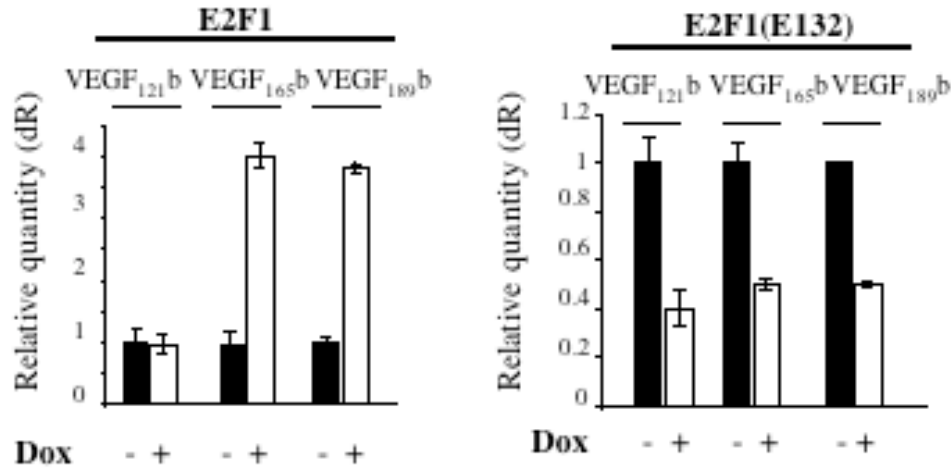 E2F1
VEGF₁₂₁b VEGF₁₆₅b VEGF₁₈₉b
Relative quantity (dR)
4
3
2
1
0
Dox - + - + - +
E2F1(E132)
VEGF₁₂₁b VEGF₁₆₅b VEGF₁₈₉b
Relative quantity (dR)
1.2
1
0.8
0.6
0.4
0.2
0
Dox - + - + - +